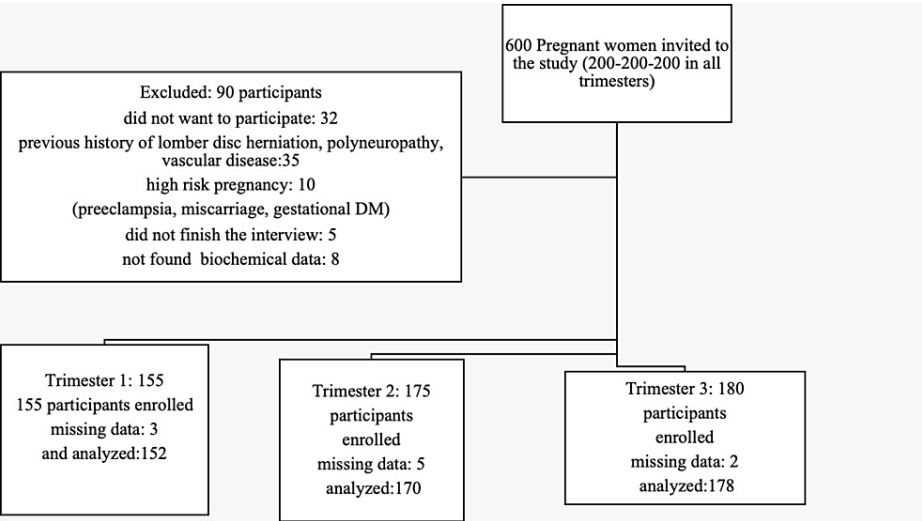 600 Pregnant women invited to
the study (200-200-200 in all
trimesters)
Excluded: 90 participants
did not want to participate: 32
previous history of lomber disc herniation, polyneuropathy,
vascular disease:35
high risk pregnancy: 10
(preeclampsia, miscarriage, gestational DM)
did not finish the interview: 5
not found biochemical data: 8
Trimester 1: 155
155 participants enrolled
missing data: 3
and analyzed:152
Trimester 2: 175
participants
enrolled
missing data: 5
analyzed:170
Trimester 3: 180
participants
enrolled
missing data: 2
analyzed:178